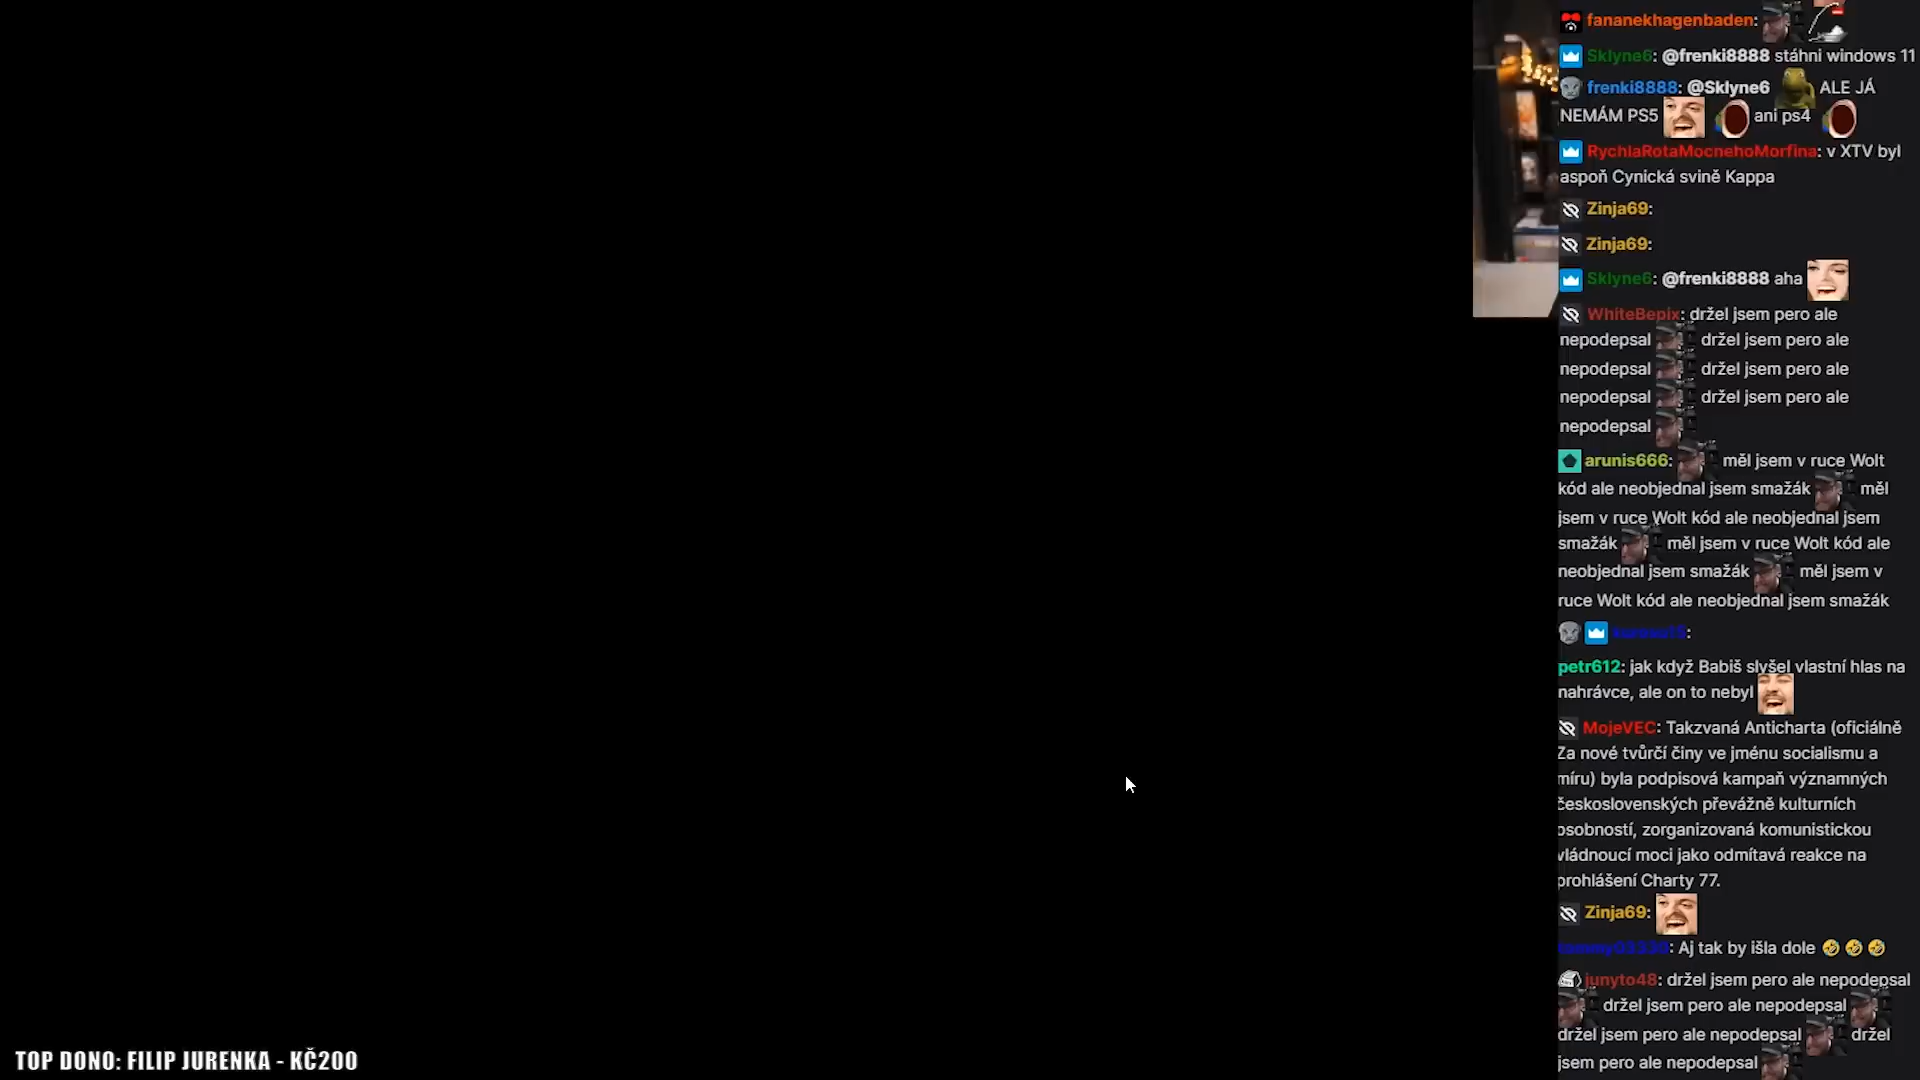 fananekhagenbaden:
Sklyne6: @frenki8888 stáhni windows 11
frenki8888: @Sklyne6 ALE JÁ
NEMÁM PS5 ani ps4
RychlaRotaMocnehoMorfina: v XTV byl
aspoň Cynická svině Kappa
Zinja69:
Zinja69:
Sklyne6: @frenki8888 aha
WhiteBepix: držel jsem pero ale
nepodepsal držel jsem pero ale
nepodepsal držel jsem pero ale
nepodepsal držel jsem pero ale
nepodepsal
arunis666: měl jsem v ruce Wolt
kód ale neobjednal jsem smažák měl
jsem v ruce Wolt kód ale neobjednal jsem
smažák měl jsem v ruce Wolt kód ale
neobjednal jsem smažák měl jsem v
ruce Wolt kód ale neobjednal jsem smažák
petr612: jak když Babiš slyšel vlastní hlas na
nahrávce, ale on to nebyl
MojeVEC: Takzvaná Anticharta (oficiálně
Za nové tvůrčí činy ve jménu socialismu a
míru) byla podpisová kampaň významných
československých převážně kulturních
osobností, zorganizovaná komunistickou
vládnoucí moci jako odmítavá reakce na
prohlášení Charty 77.
Zinja69:
: Aj tak by išla dole
junyto48: držel jsem pero ale nepodepsal
držel jsem pero ale nepodepsal
držel jsem pero ale nepodepsal držel
jsem pero ale nepodepsal
TOP DONO: FILIP JURENKA - KČ200